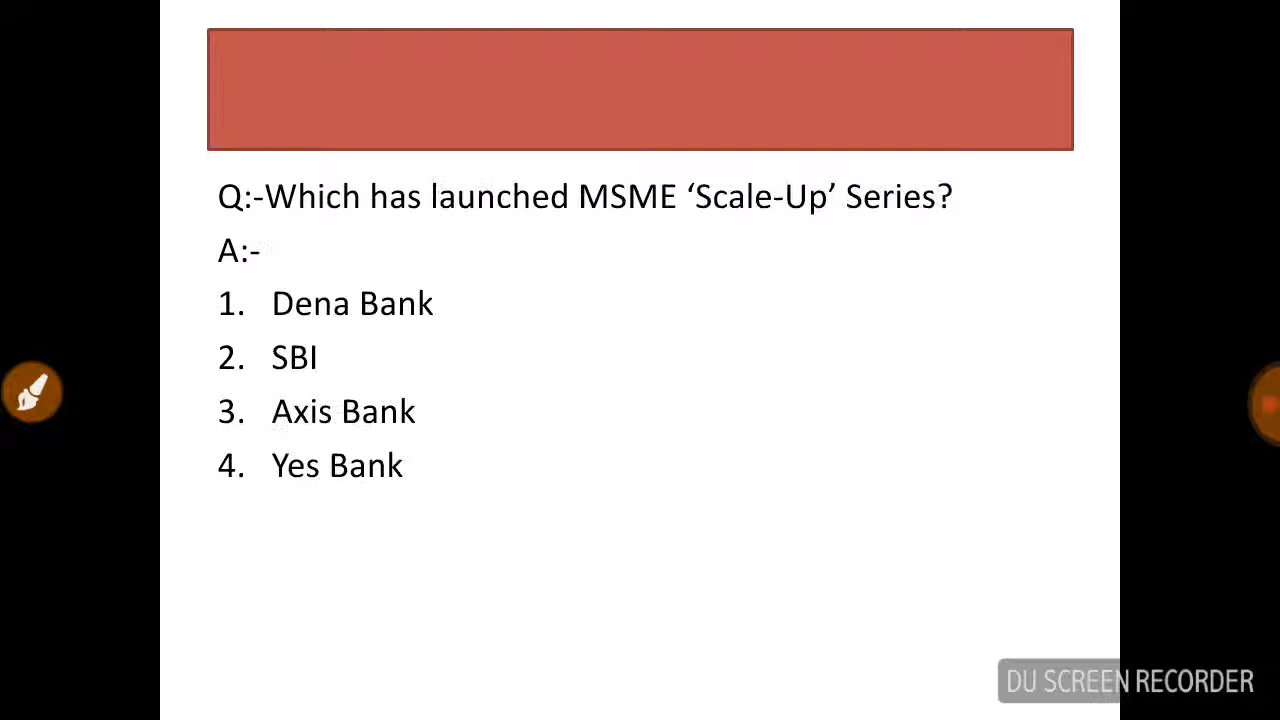 Q:-Which has launched MSME ‘Scale-Up’ Series?
A:-
1. Dena Bank
2. SBI
3. Axis Bank
4. Yes Bank
DU SCREEN RECORDER